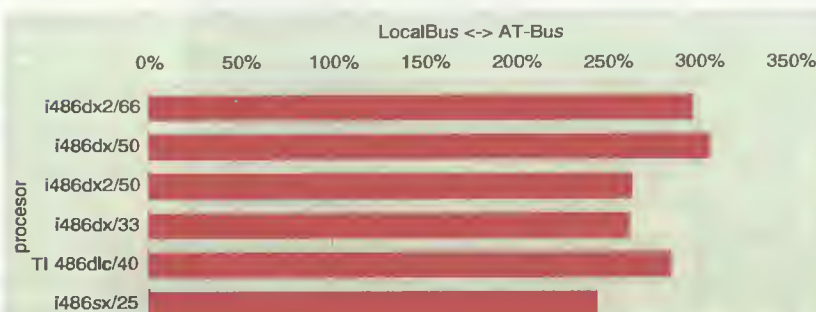 LocalBus <-> AT-Bus
0% 50% 100% 150% 200% 250% 300% 350%
i486dx2/66
i486dx/50
i486dx2/50
i486dx/33
TI 486dlc/40
i486sx/25
procesor